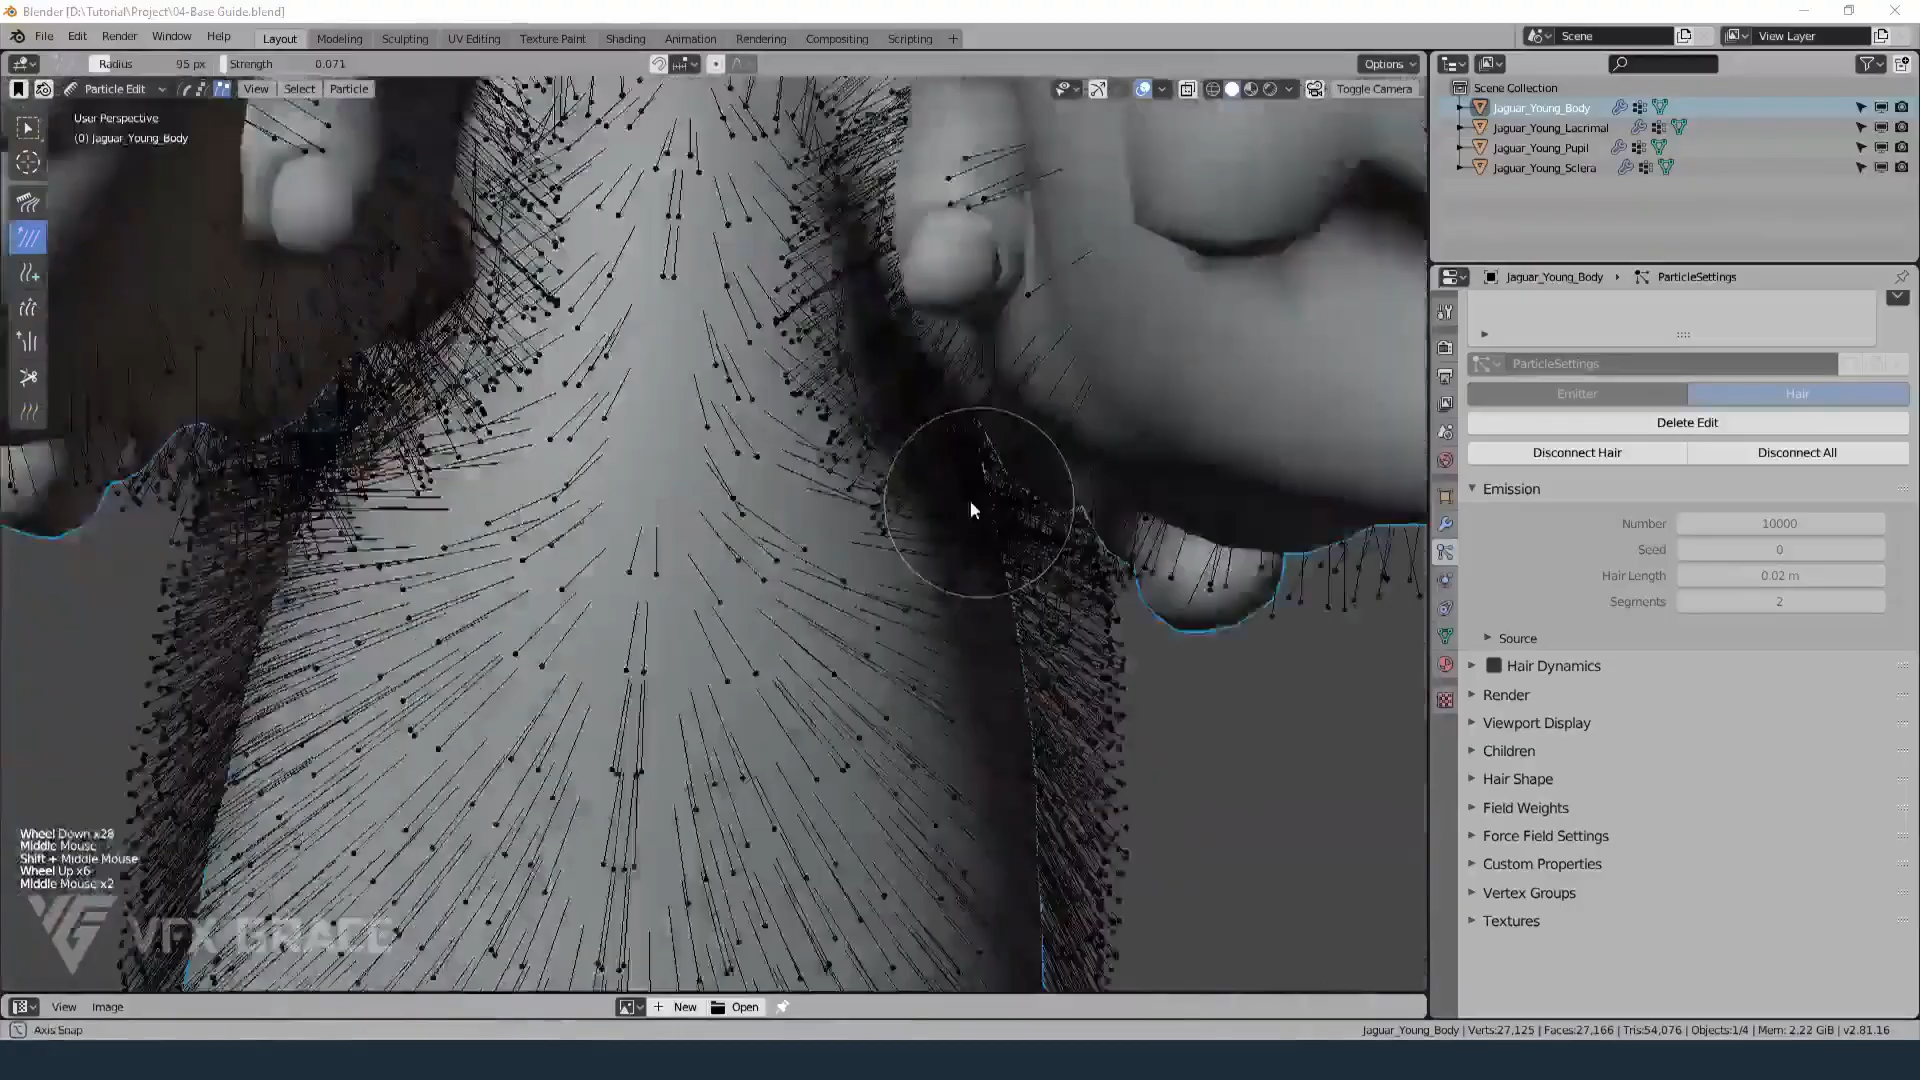 Blender [D:\Tutorial\Project\04-Base Guide.blend]
File Edit Render Window Help
Layout Modeling Sculpting UV Editing Texture Paint Shading Animation Rendering Compositing Scripting
Scene
View Layer
Radius 95 px Strength 0.071
Options
Particle Edit View Select Particle
Toggle Camera
User Perspective
(0) Jaguar_Young_Body
Scene Collection
Jaguar_Young_Body
Jaguar_Young_Lacrimal
Jaguar_Young_Pupil
Jaguar_Young_Sclera
Jaguar_Young_Body ParticleSettings
ParticleSettings
Emitter Hair
Delete Edit
Disconnect Hair Disconnect All
Emission
Number 10000
Seed 0
Hair Length 0.02 m
Segments 2
Source
Hair Dynamics
Render
Viewport Display
Children
Hair Shape
Field Weights
Force Field Settings
Custom Properties
Vertex Groups
Textures
Wheel Down x28
Middle Mouse
Shift + Middle Mouse
Wheel Up x6
Middle Mouse x2
VFX GRACE
View Image
New Open
Axis Snap
Jaguar_Young_Body | Verts:27,125 | Faces:27,166 | Tris:54,076 | Objects:1/4 | Mem: 2.22 GiB | v2.81.16